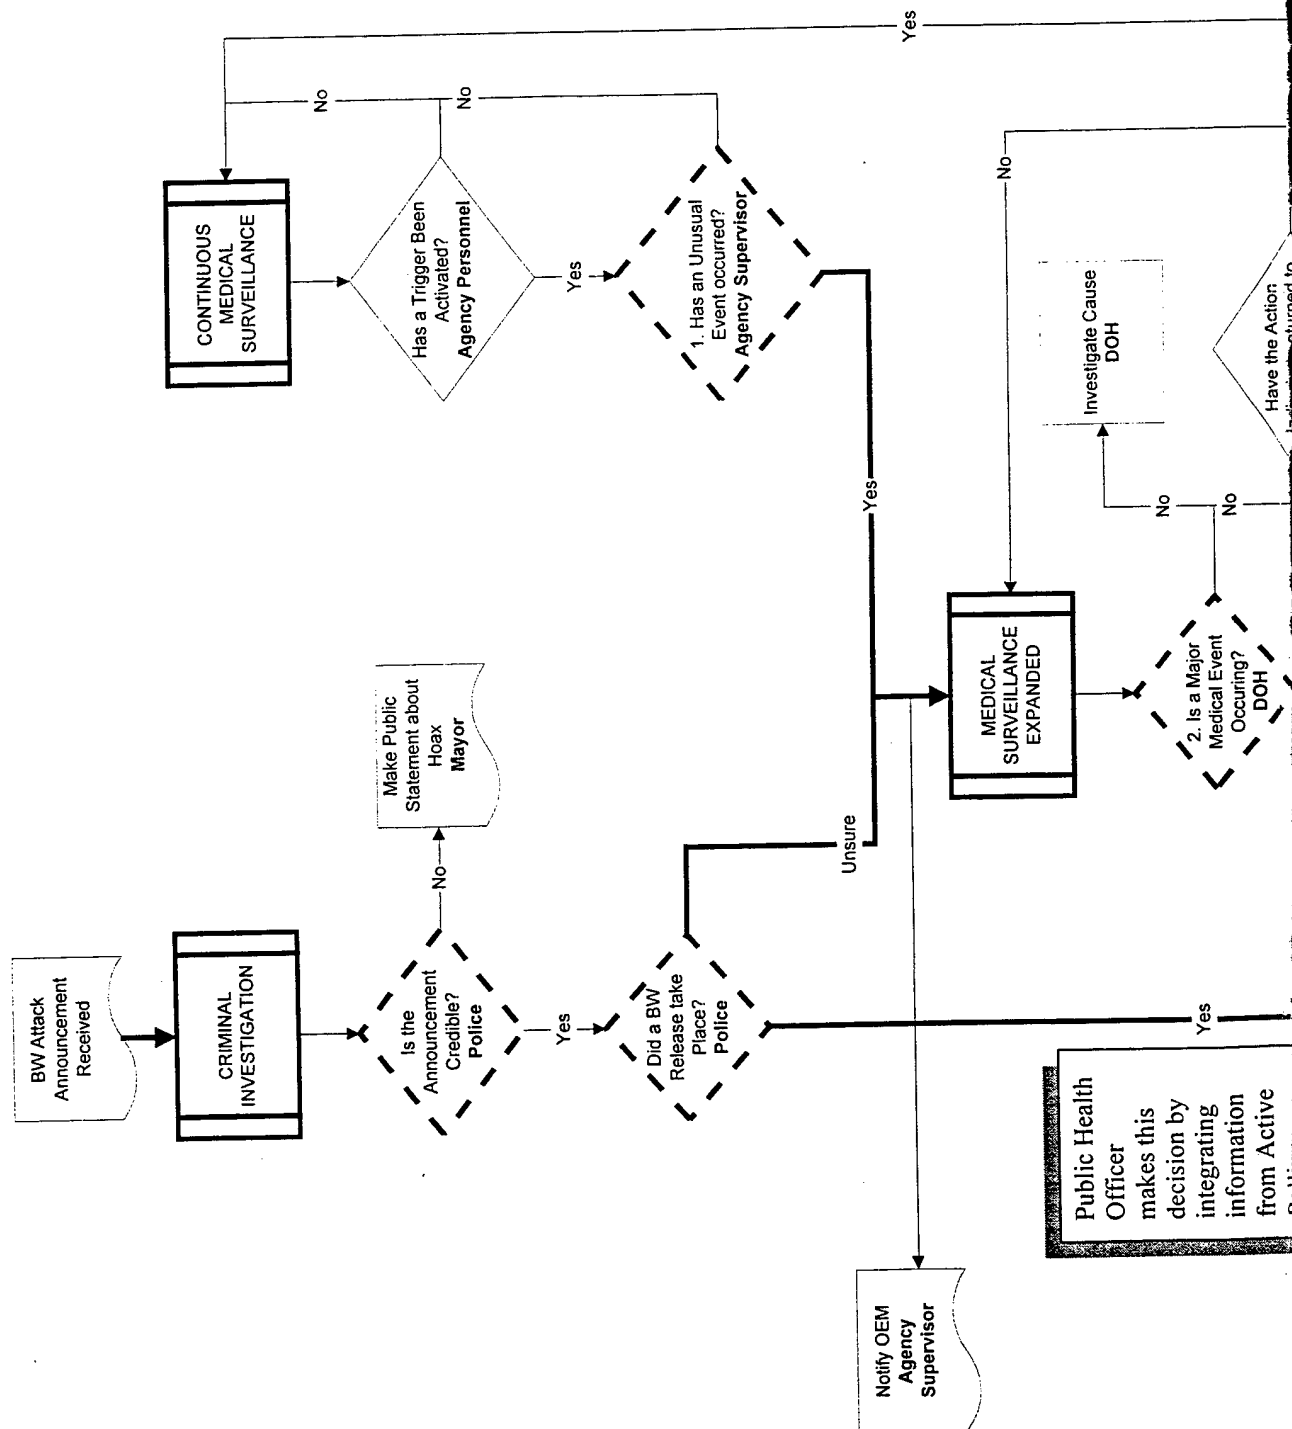 BW Attack
Announcement
Received
CRIMINAL
INVESTIGATION
Is the
Announcement
Credible?
Police
No
Make Public
Statement about
Hoax
Mayor
Yes
Did a BW
Release take
Place?
Police
Unsure
Yes
CONTINUOUS
MEDICAL
SURVEILLANCE
Has a Trigger Been
Activated?
Agency Personnel
No
Yes
1. Has an Unusual
Event occurred?
Agency Supervisor
No
Yes
Yes
Notify OEM
Agency
Supervisor
MEDICAL
SURVEILLANCE
EXPANDED
No
2. Is a Major
Medical Event
Occuring?
DOH
No
No
Investigate Cause
DOH
Have the Action
Public Health
Officer
makes this
decision by
integrating
information
from Active